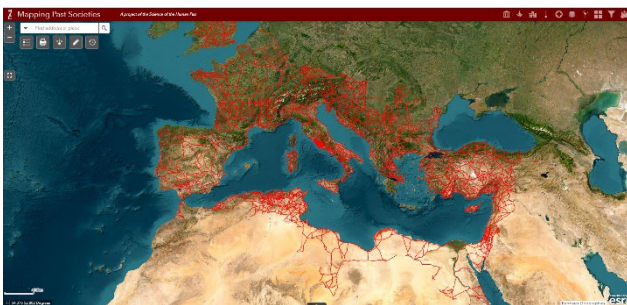 Mapping Past Societies
A project of the Science of the Human Past
Find address or place
esri